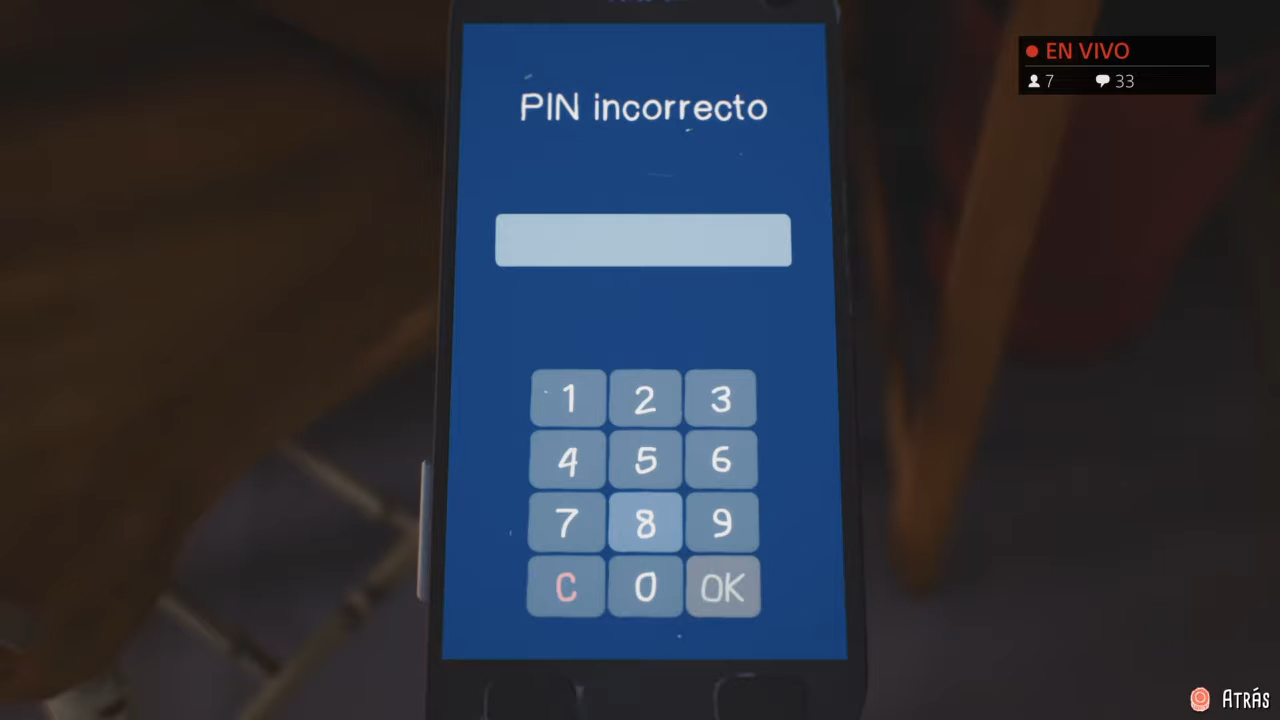 EN VIVO
7 33
PIN incorrecto
1 2 3
4 5 6
7 8 9
C 0 OK
ATRÁS